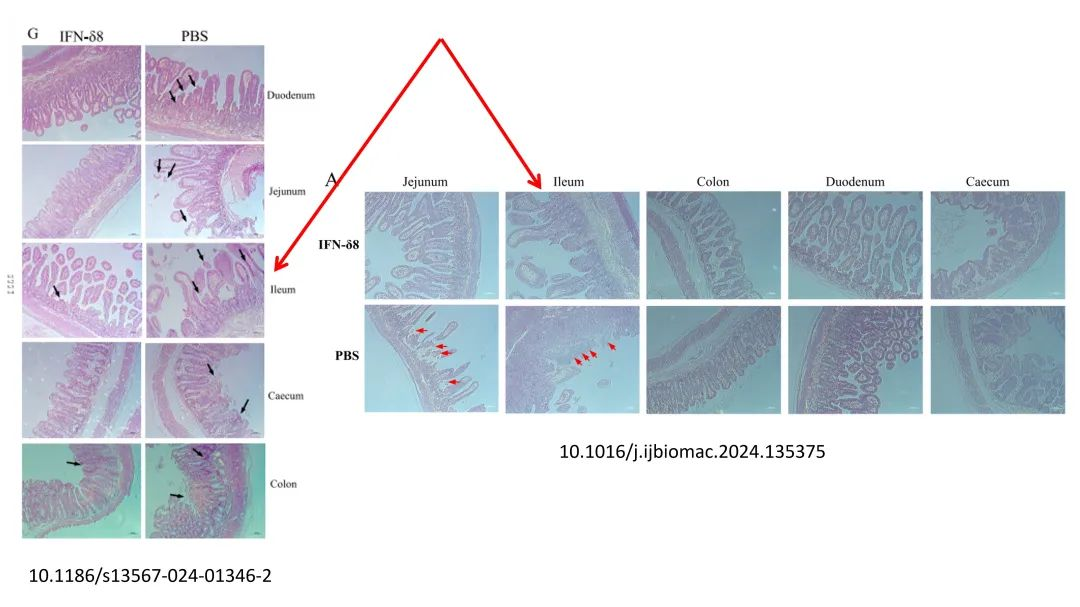 G IFN-δ8 PBS
Duodenum
Jejunum
Ileum
Caecum
Colon
10.1186/s13567-024-01346-2
A Jejunum Ileum Colon Duodenum Caecum
IFN-δ8
PBS
10.1016/j.ijbiomac.2024.135375